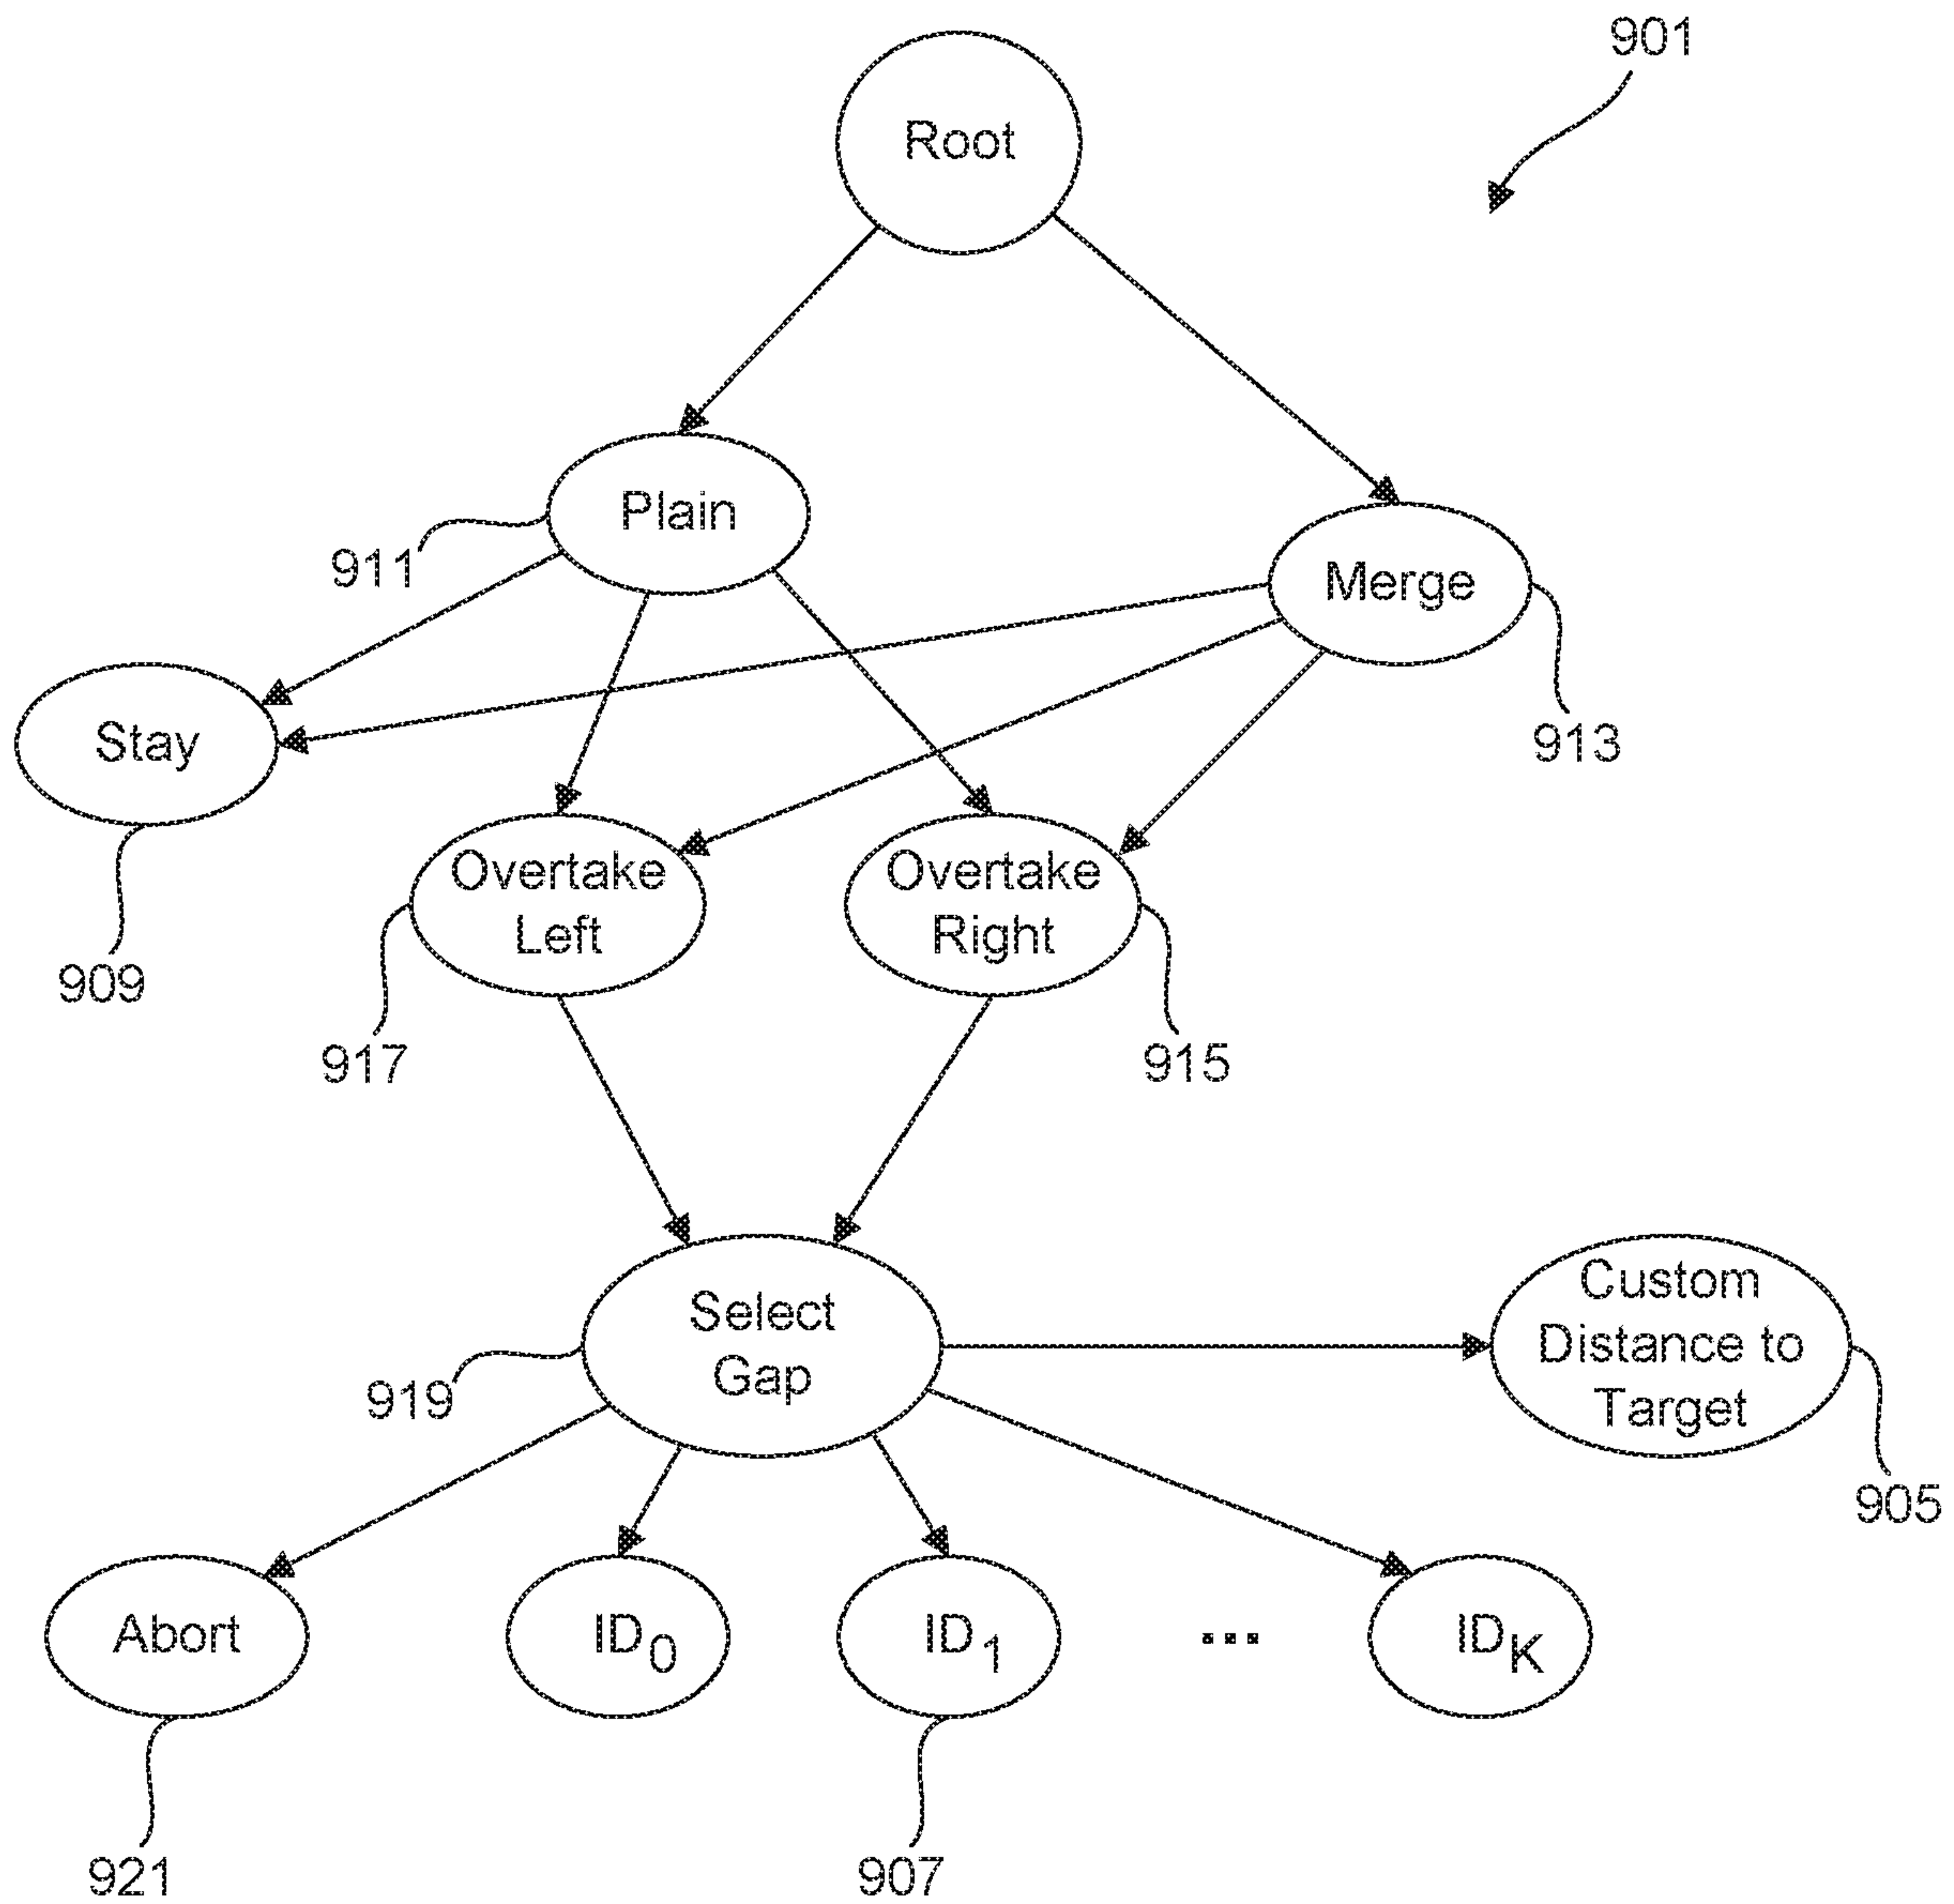 901
Root
Plain
911
Merge
913
Stay
909
Overtake
Left
917
Overtake
Right
915
Select
Gap
919
Custom
Distance to
Target
905
Abort
921
ID0
ID1
907
...
IDK